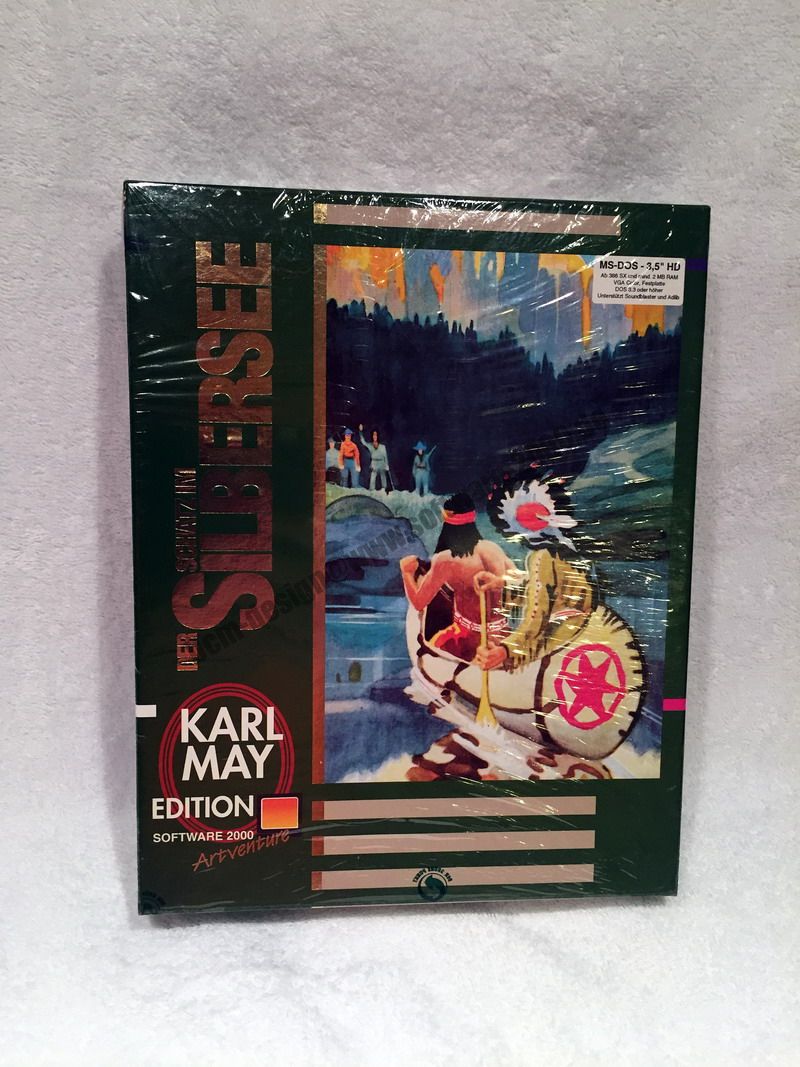 DER
SCHATZ IM
SILBERSEE
MS-DOS - 3,5" HD
Ab 386 SX und mind. 2 MB RAM
VGA Color, Festplatte
DOS 3.3 oder höher
Unterstützt Soundblaster und Adlib
KARL
MAY
EDITION
SOFTWARE 2000
Artventure